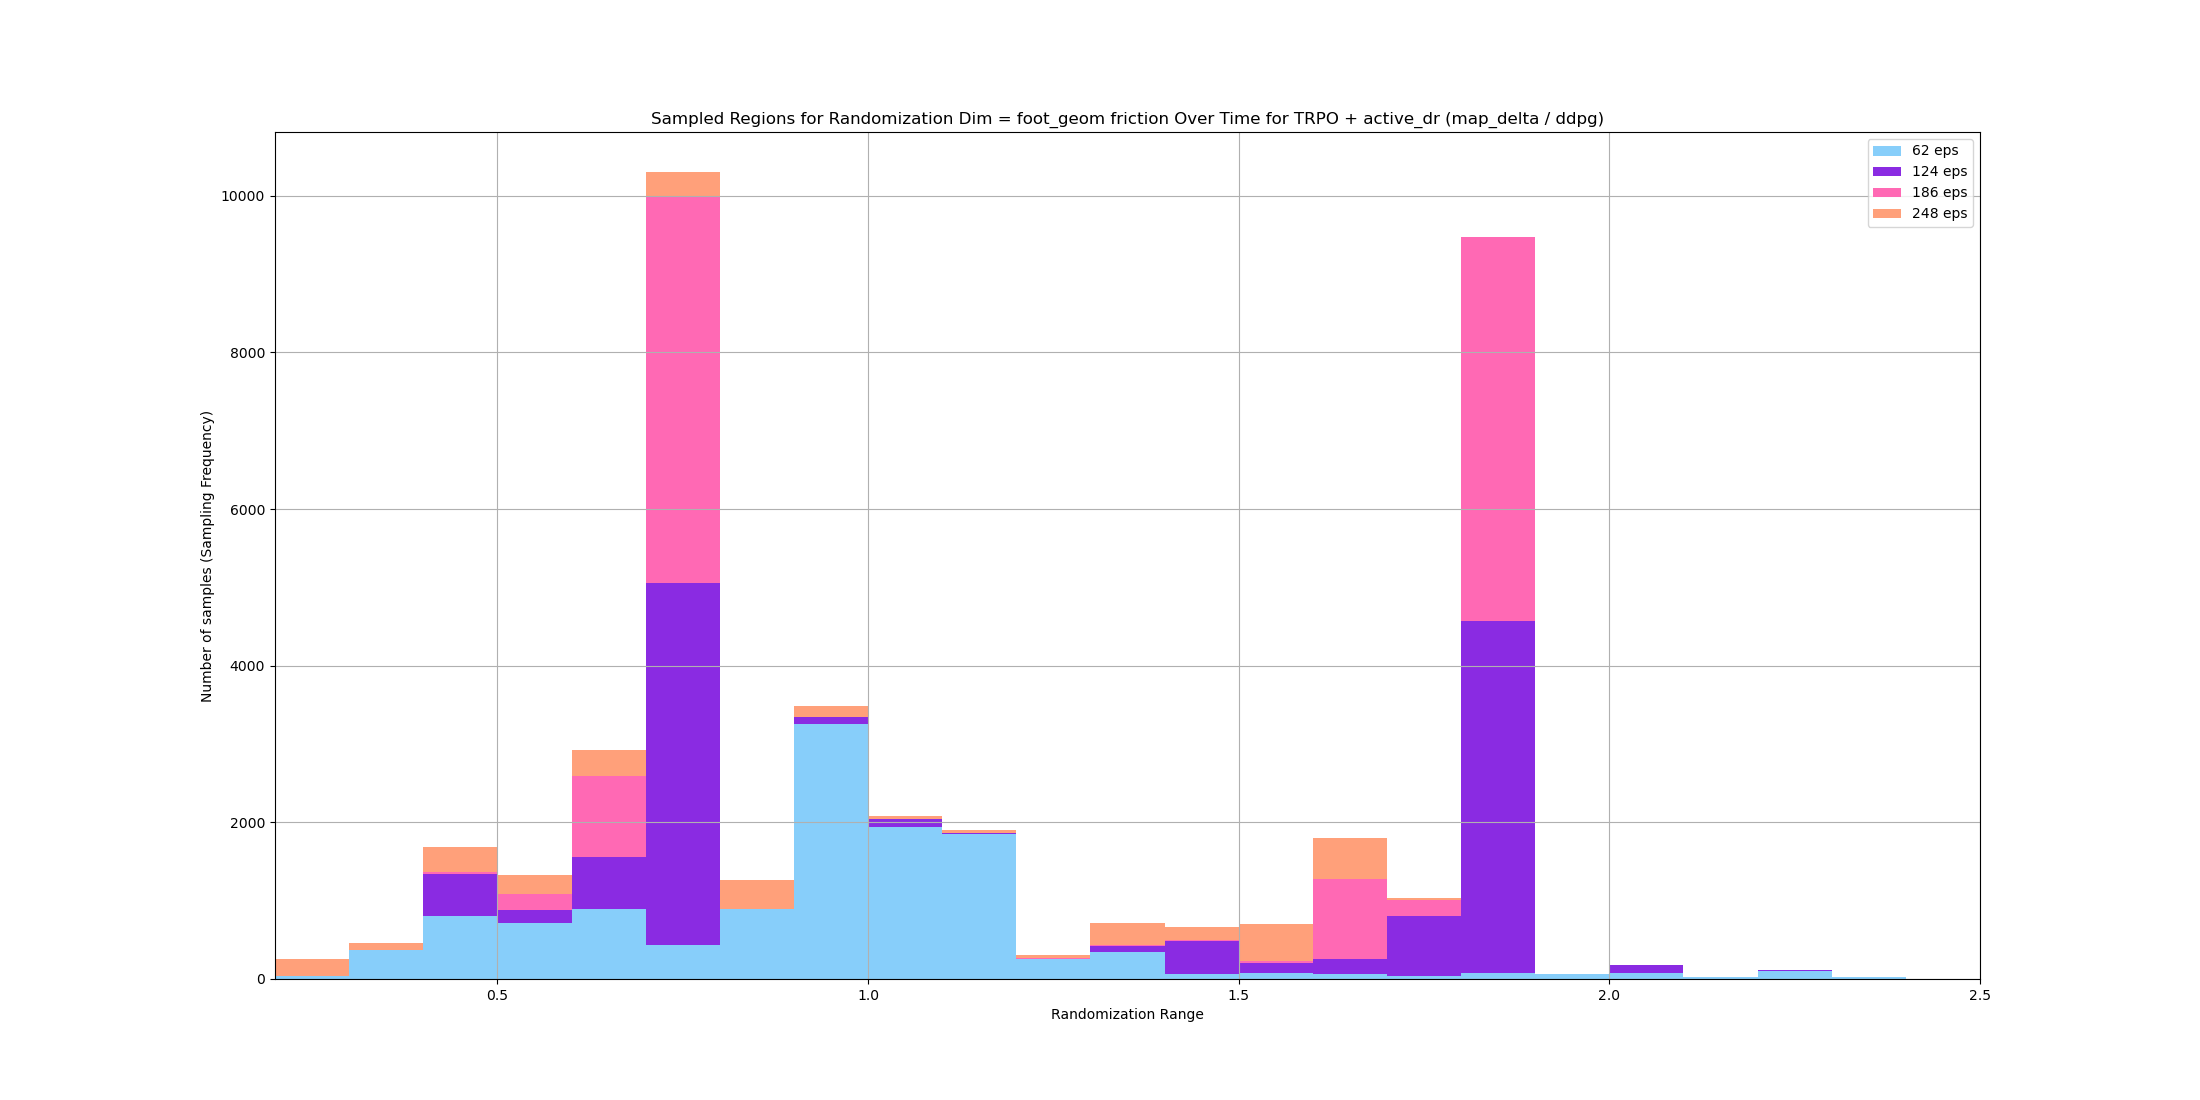 Sampled Regions for Randomization Dim = foot_geom friction Over Time for TRPO + active_dr (map_delta / ddpg)
62 eps
124 eps
186 eps
248 eps
Number of samples (Sampling Frequency)
10000
8000
6000
4000
2000
0
0.5
1.0
1.5
2.0
2.5
Randomization Range